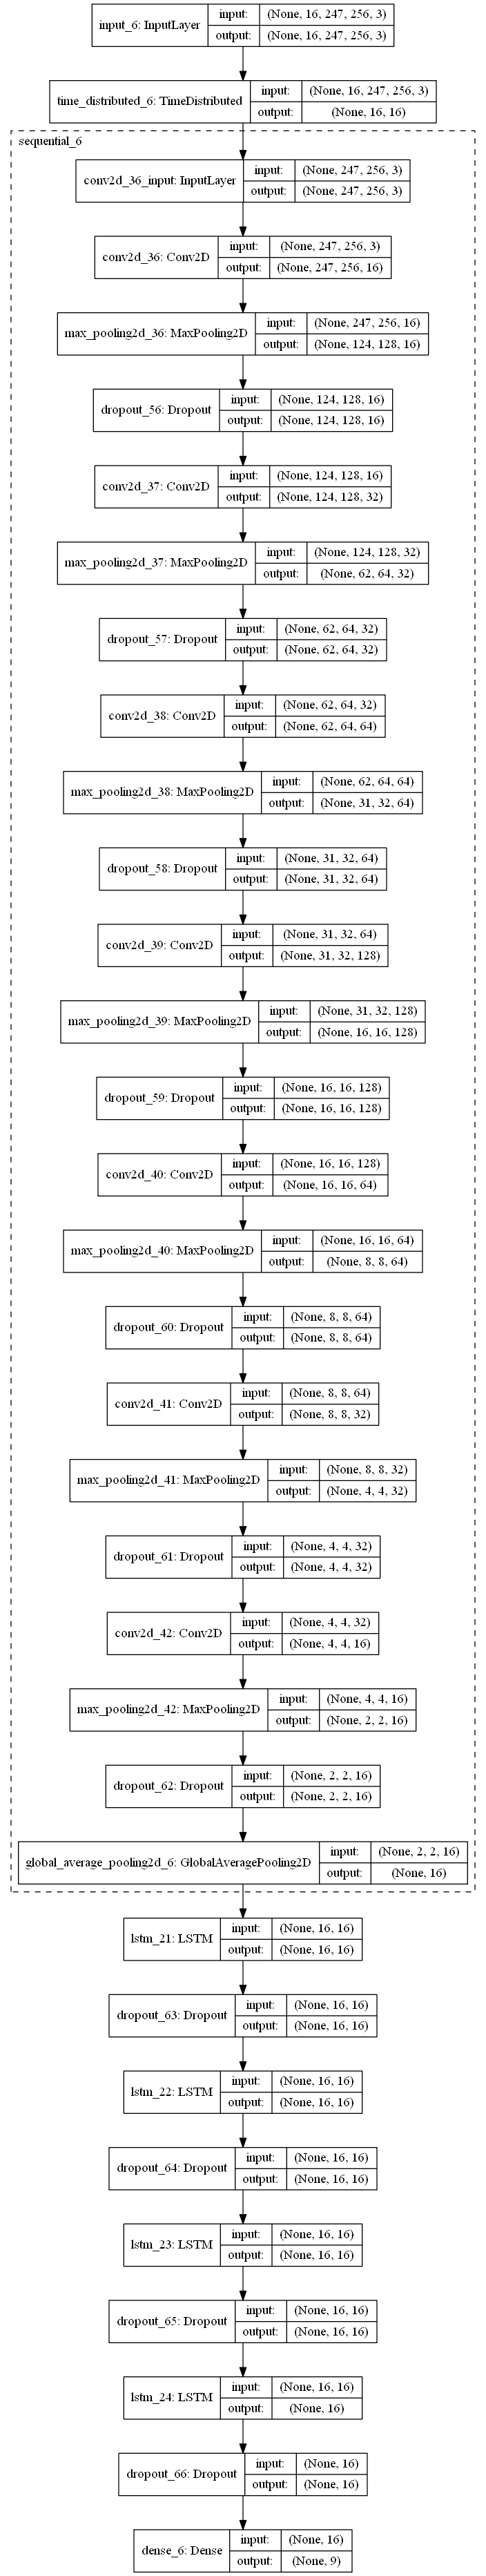 input_6: InputLayer
input: (None, 16, 247, 256, 3)
output: (None, 16, 247, 256, 3)
time_distributed_6: TimeDistributed
input: (None, 16, 247, 256, 3)
output: (None, 16, 16)
sequential_6
conv2d_36_input: InputLayer
input: (None, 247, 256, 3)
output: (None, 247, 256, 3)
conv2d_36: Conv2D
input: (None, 247, 256, 3)
output: (None, 247, 256, 16)
max_pooling2d_36: MaxPooling2D
input: (None, 247, 256, 16)
output: (None, 124, 128, 16)
dropout_56: Dropout
input: (None, 124, 128, 16)
output: (None, 124, 128, 16)
conv2d_37: Conv2D
input: (None, 124, 128, 16)
output: (None, 124, 128, 32)
max_pooling2d_37: MaxPooling2D
input: (None, 124, 128, 32)
output: (None, 62, 64, 32)
dropout_57: Dropout
input: (None, 62, 64, 32)
output: (None, 62, 64, 32)
conv2d_38: Conv2D
input: (None, 62, 64, 32)
output: (None, 62, 64, 64)
max_pooling2d_38: MaxPooling2D
input: (None, 62, 64, 64)
output: (None, 31, 32, 64)
dropout_58: Dropout
input: (None, 31, 32, 64)
output: (None, 31, 32, 64)
conv2d_39: Conv2D
input: (None, 31, 32, 64)
output: (None, 31, 32, 128)
max_pooling2d_39: MaxPooling2D
input: (None, 31, 32, 128)
output: (None, 16, 16, 128)
dropout_59: Dropout
input: (None, 16, 16, 128)
output: (None, 16, 16, 128)
conv2d_40: Conv2D
input: (None, 16, 16, 128)
output: (None, 16, 16, 64)
max_pooling2d_40: MaxPooling2D
input: (None, 16, 16, 64)
output: (None, 8, 8, 64)
dropout_60: Dropout
input: (None, 8, 8, 64)
output: (None, 8, 8, 64)
conv2d_41: Conv2D
input: (None, 8, 8, 64)
output: (None, 8, 8, 32)
max_pooling2d_41: MaxPooling2D
input: (None, 8, 8, 32)
output: (None, 4, 4, 32)
dropout_61: Dropout
input: (None, 4, 4, 32)
output: (None, 4, 4, 32)
conv2d_42: Conv2D
input: (None, 4, 4, 32)
output: (None, 4, 4, 16)
max_pooling2d_42: MaxPooling2D
input: (None, 4, 4, 16)
output: (None, 2, 2, 16)
dropout_62: Dropout
input: (None, 2, 2, 16)
output: (None, 2, 2, 16)
global_average_pooling2d_6: GlobalAveragePooling2D
input: (None, 2, 2, 16)
output: (None, 16)
lstm_21: LSTM
input: (None, 16, 16)
output: (None, 16, 16)
dropout_63: Dropout
input: (None, 16, 16)
output: (None, 16, 16)
lstm_22: LSTM
input: (None, 16, 16)
output: (None, 16, 16)
dropout_64: Dropout
input: (None, 16, 16)
output: (None, 16, 16)
lstm_23: LSTM
input: (None, 16, 16)
output: (None, 16, 16)
dropout_65: Dropout
input: (None, 16, 16)
output: (None, 16, 16)
lstm_24: LSTM
input: (None, 16, 16)
output: (None, 16)
dropout_66: Dropout
input: (None, 16)
output: (None, 16)
dense_6: Dense
input: (None, 16)
output: (None, 9)